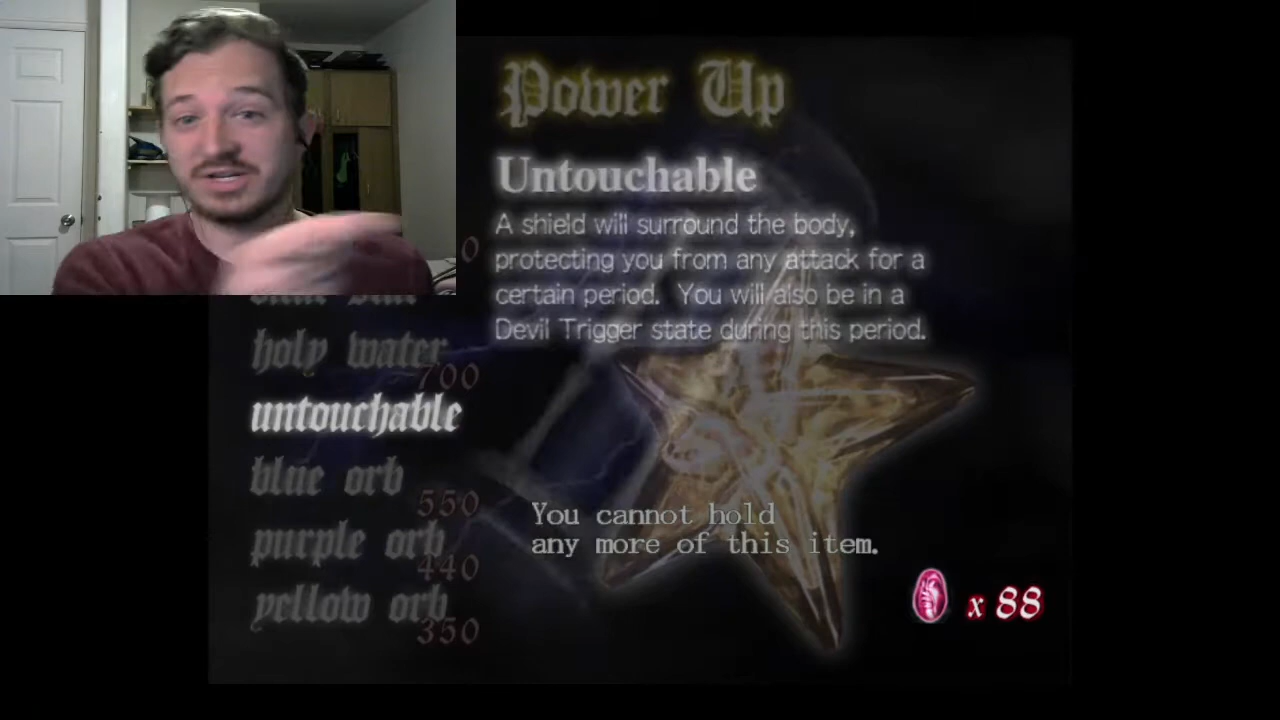 Power Up
Untouchable
A shield will surround the body,
protecting you from any attack for a
certain period. You will also be in a
Devil Trigger state during this period.
0
holy water
700
untouchable
blue orb
550
purple orb
440
yellow orb
350
You cannot hold
any more of this item.
x 88